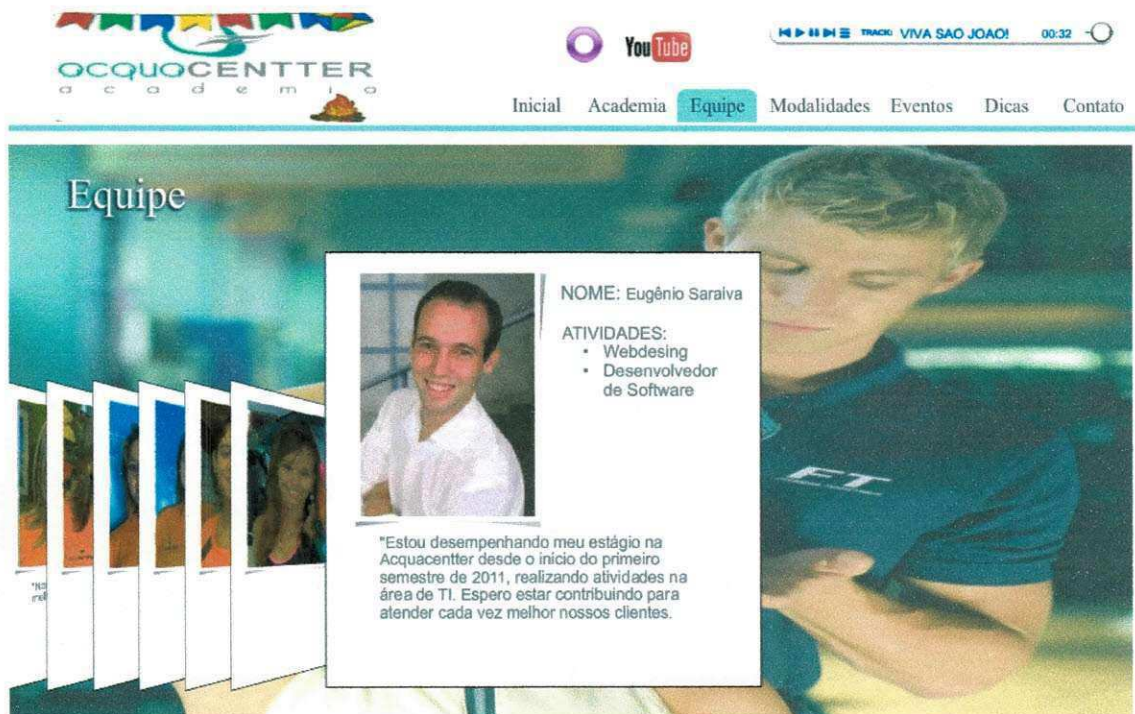 ACQUOCENTTER
academia
You Tube
TRACK: VIVA SAO JOAO! 00:32
Inicial Academia Equipe Modalidades Eventos Dicas Contato
Equipe
NOME: Eugênio Saraiva
ATIVIDADES:
• Webdesing
• Desenvolvedor
de Software
FT
"Estou desempenhando meu estágio na
Acquacentter desde o início do primeiro
semestre de 2011, realizando atividades na
área de TI. Espero estar contribuindo para
atender cada vez melhor nossos clientes.